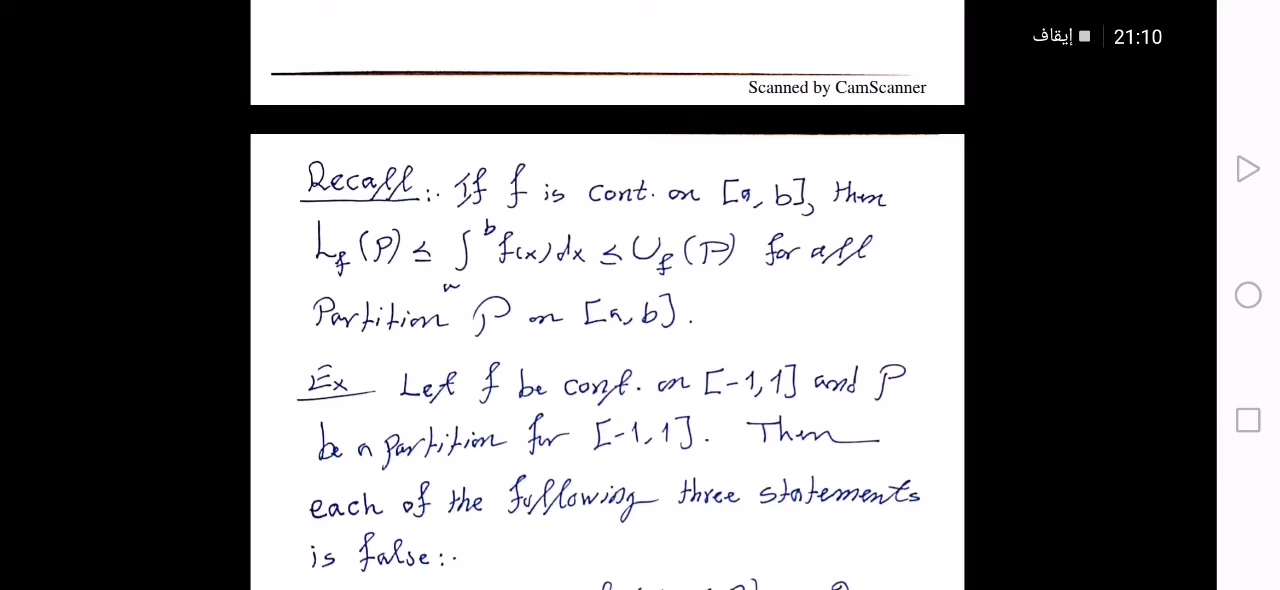 إيقاف 21:10
Scanned by CamScanner
Recall:. If f is cont. on [a, b], then
L_f(P) ≤ ∫_a^b f(x)dx ≤ U_f(P) for all
Partition P on [a, b].
Ex Let f be cont. on [-1, 1] and P
be a partition for [-1, 1]. Then
each of the following three statements
is false:.